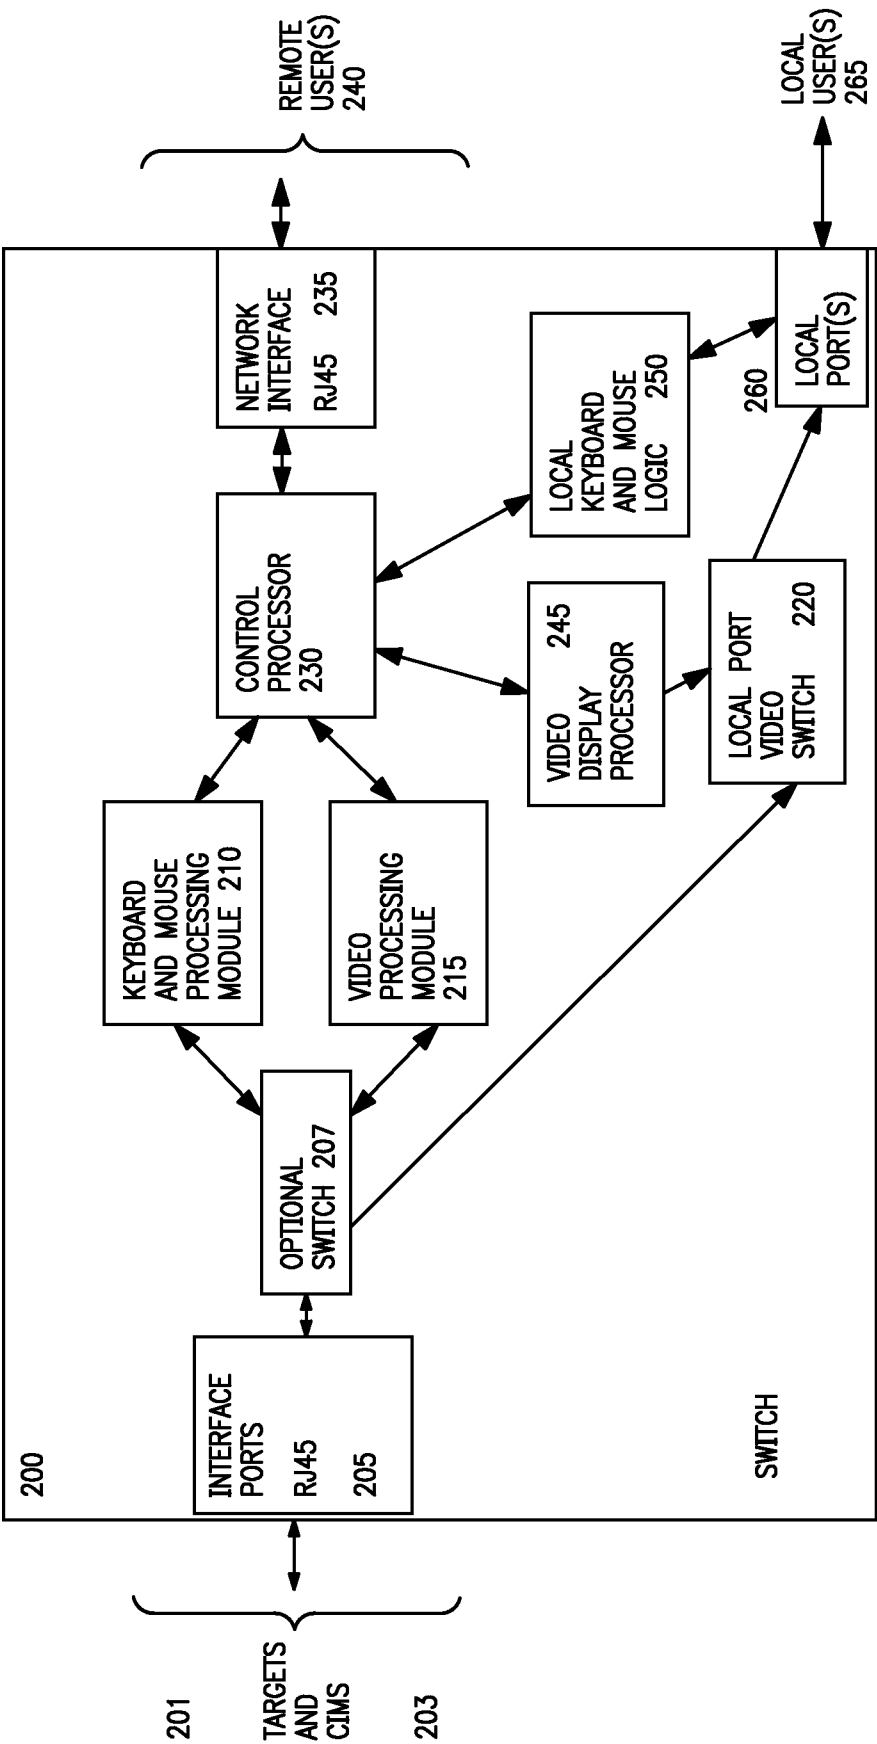 200
201
TARGETS
AND
CIMS
203
INTERFACE
PORTS
RJ45
205
OPTIONAL
SWITCH 207
KEYBOARD
AND MOUSE
PROCESSING
MODULE 210
VIDEO
PROCESSING
MODULE
215
CONTROL
PROCESSOR
230
NETWORK
INTERFACE
RJ45 235
REMOTE
USER(S)
240
245
VIDEO
DISPLAY
PROCESSOR
LOCAL
KEYBOARD
AND MOUSE
LOGIC 250
LOCAL PORT
VIDEO
SWITCH 220
260
LOCAL
PORT(S)
LOCAL
USER(S)
265
SWITCH